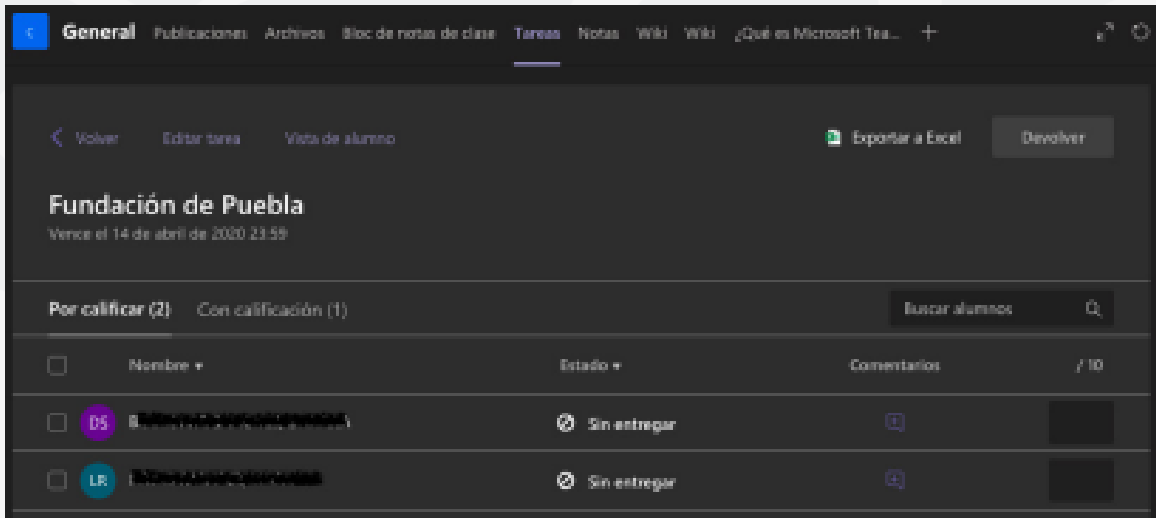 General Publicaciones Archivos Bloc de notas de clase Tareas Notas Wiki Wiki ¿Qué es Microsoft Tea... +
Volver Editar tarea Vista de alumno Exportar a Excel Devolver
Fundación de Puebla
Vence el 14 de abril de 2020 23:59
Por calificar (2) Con calificación (1) Buscar alumnos
Nombre Estado Comentarios / 10
DS Sin entregar
LR Sin entregar